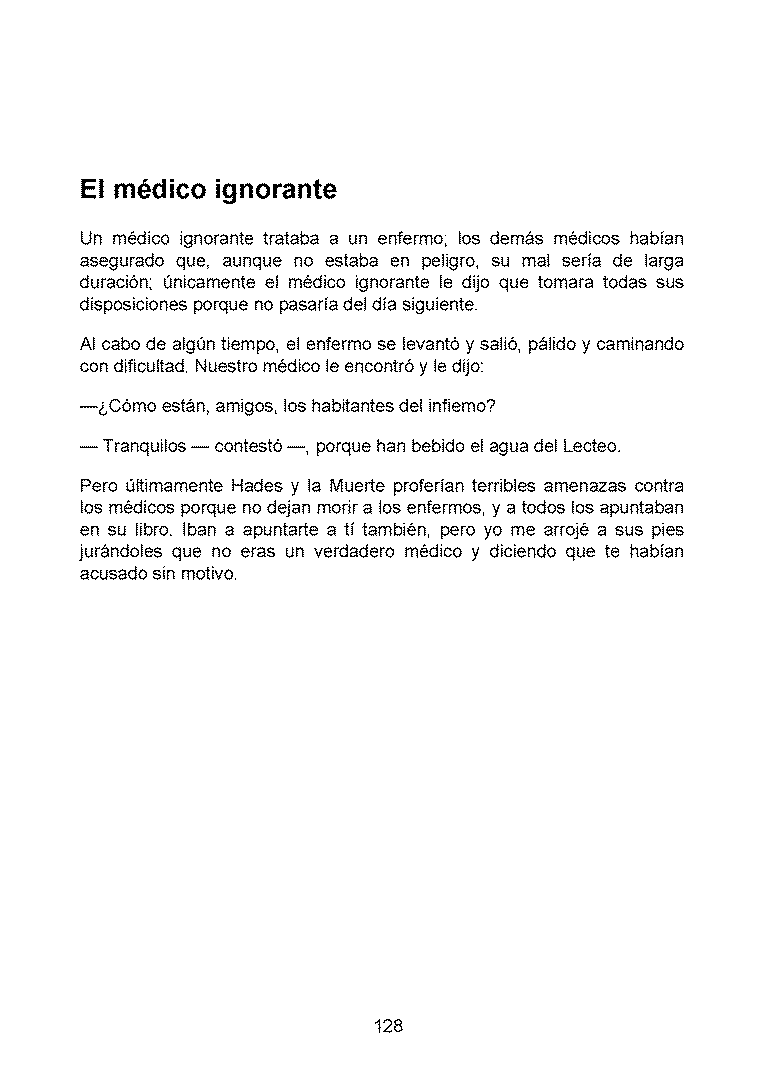 El médico ignorante
Un médico ignorante trataba a un enfermo; los demás médicos habían
asegurado que, aunque no estaba en peligro, su mal sería de larga
duración; únicamente el médico ignorante le dijo que tomara todas sus
disposiciones porque no pasaría del día siguiente.
Al cabo de algún tiempo, el enfermo se levantó y salió, pálido y caminando
con dificultad. Nuestro médico le encontró y le dijo:
—¿Cómo están, amigos, los habitantes del infierno?
— Tranquilos — contestó —, porque han bebido el agua del Lecteo.
Pero últimamente Hades y la Muerte proferían terribles amenazas contra
los médicos porque no dejan morir a los enfermos, y a todos los apuntaban
en su libro. Iban a apuntarte a tí también, pero yo me arrojé a sus pies
jurándoles que no eras un verdadero médico y diciendo que te habían
acusado sin motivo.
128